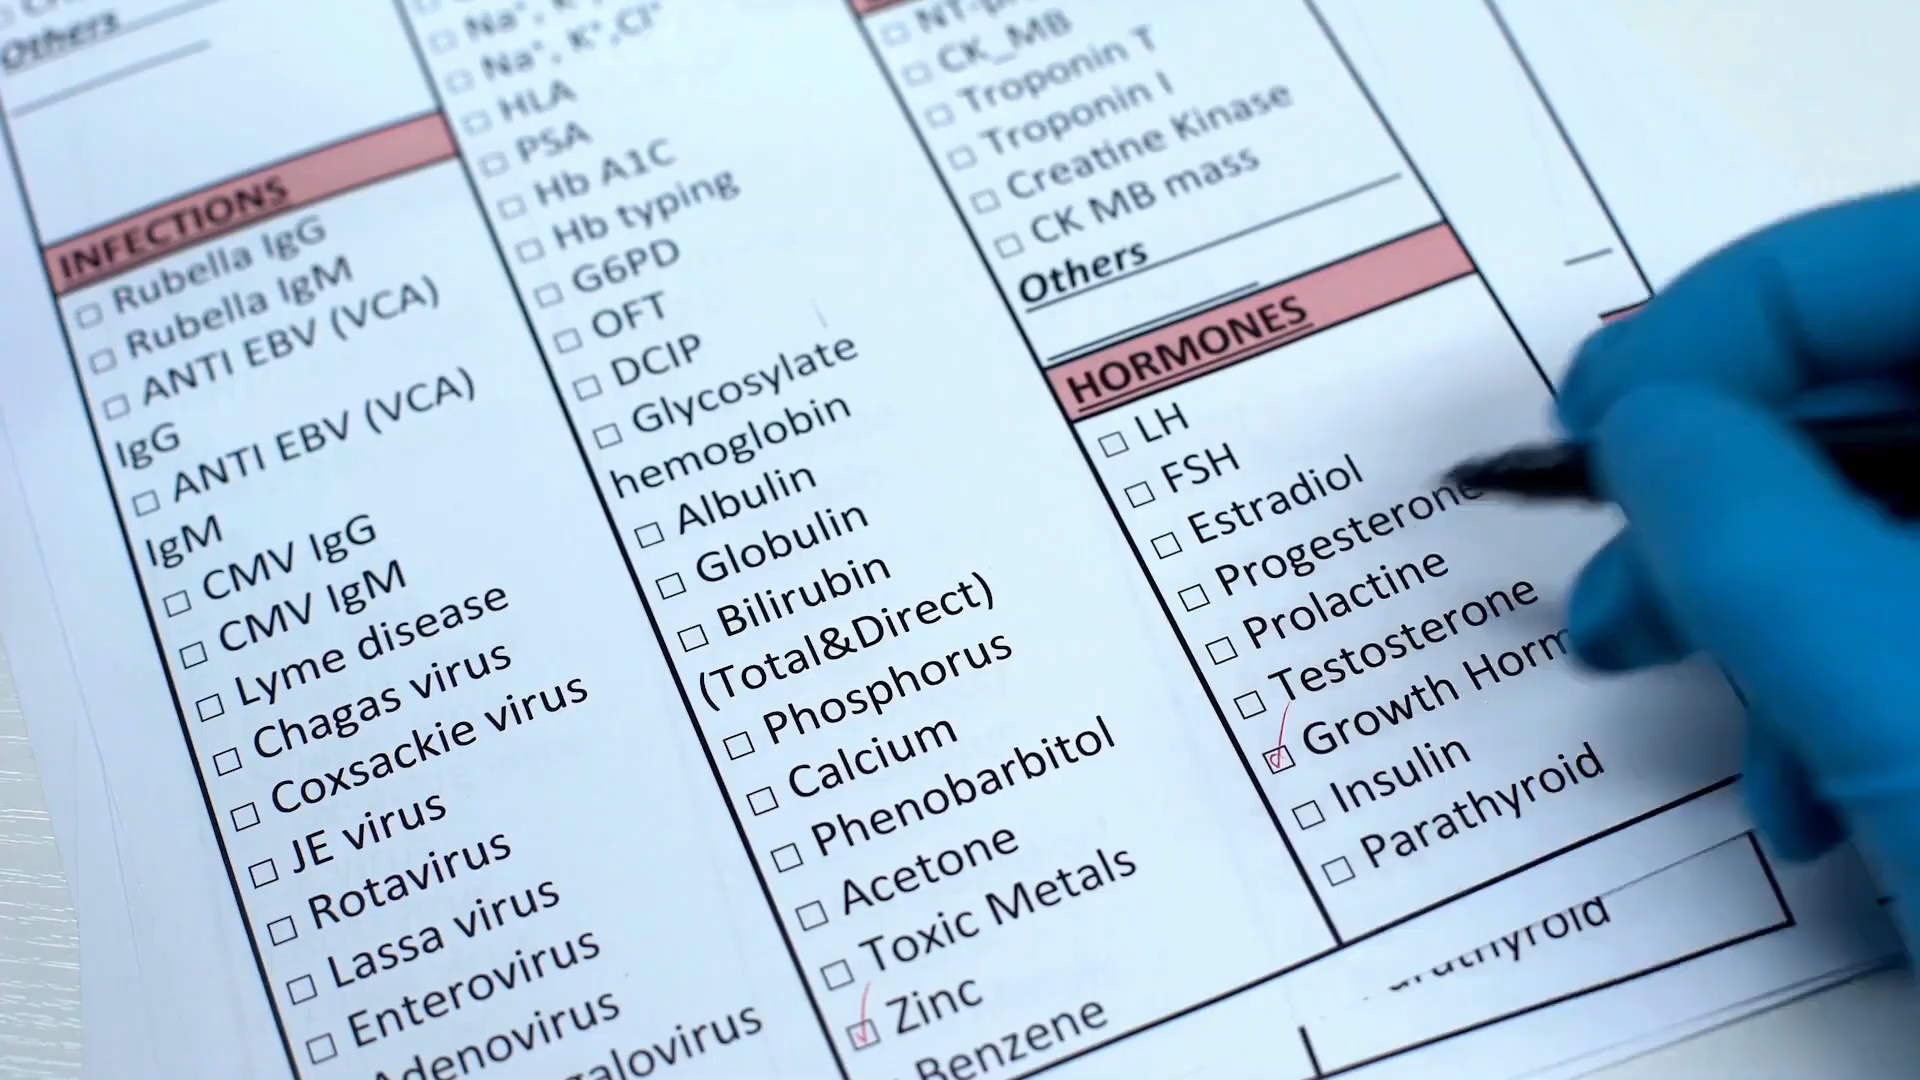 Others
INFECTIONS
Rubella IgG
Rubella IgM
ANTI EBV (VCA)
IgG
ANTI EBV (VCA)
IgM
CMV IgG
CMV IgM
Lyme disease
Chagas virus
Coxsackie virus
JE virus
Rotavirus
Lassa virus
Enterovirus
Adenovirus
Na⁺, K⁺,Cl⁻
HLA
PSA
Hb A1C
Hb typing
G6PD
OFT
DCIP
Glycosylate
hemoglobin
Albulin
Globulin
Bilirubin
(Total&Direct)
Phosphorus
Calcium
Phenobarbitol
Acetone
Toxic Metals
Zinc
Benzene
CK_MB
Troponin T
Troponin I
Creatine Kinase
CK MB mass
Others
HORMONES
LH
FSH
Estradiol
Progesterone
Prolactine
Testosterone
Growth
Insulin
Parathyroid